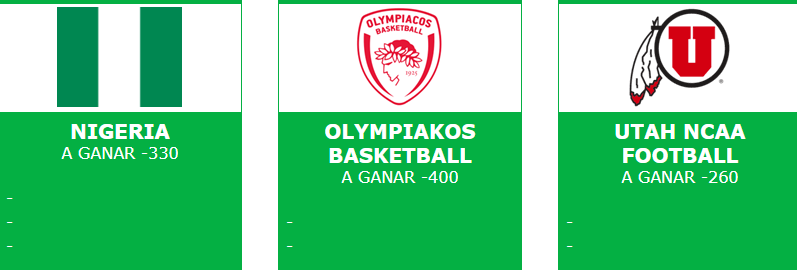 NIGERIA
A GANAR -330
-
-
-
OLYMPIACOS
BASKETBALL
1925
OLYMPIAKOS
BASKETBALL
A GANAR -400
-
-
U
®
UTAH NCAA
FOOTBALL
A GANAR -260
-
-